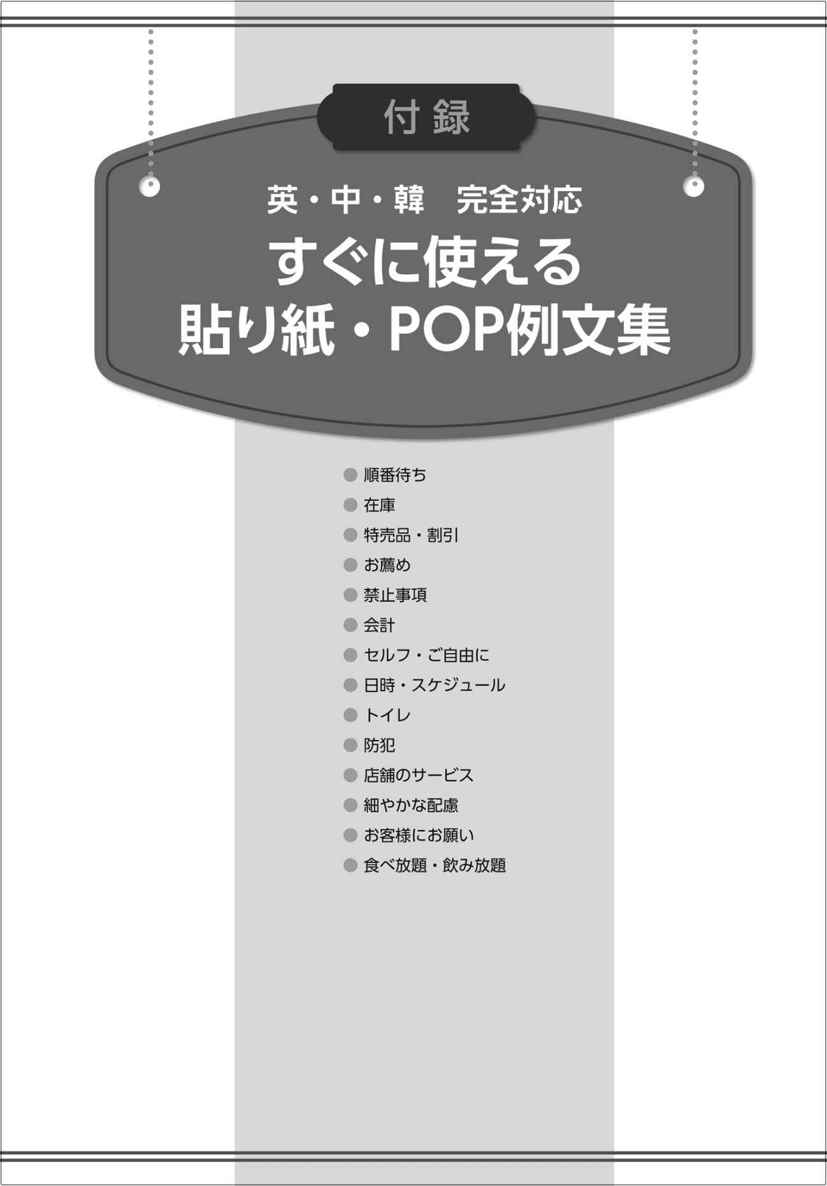 付録
英・中・韓　完全対応
すぐに使える
貼り紙・POP例文集
● 順番待ち
● 在庫
● 特売品・割引
● お薦め
● 禁止事項
● 会計
● セルフ・ご自由に
● 日時・スケジュール
● トイレ
● 防犯
● 店舗のサービス
● 細やかな配慮
● お客様にお願い
● 食べ放題・飲み放題